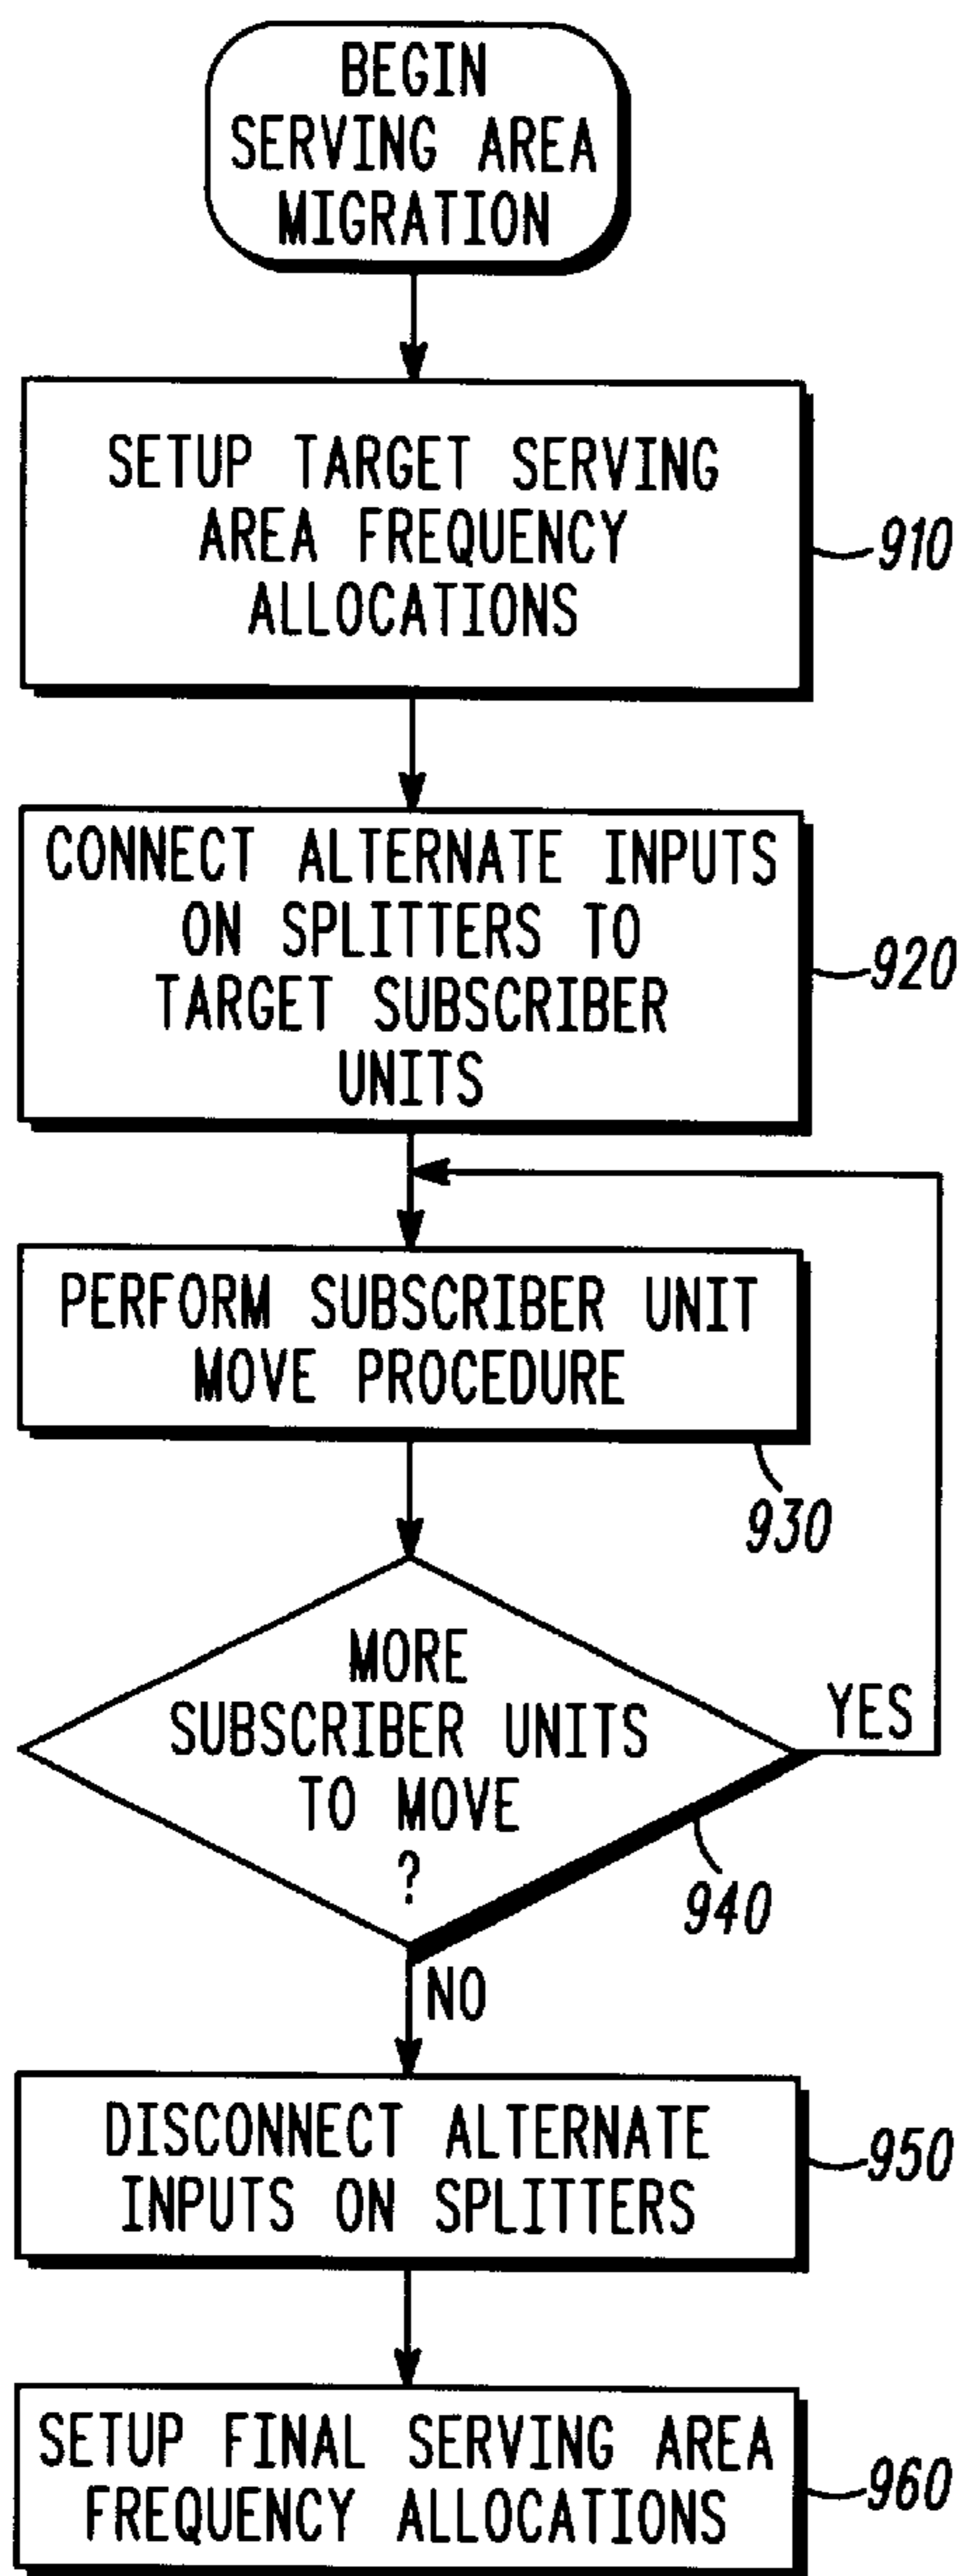 BEGIN
SERVING AREA
MIGRATION
SETUP TARGET SERVING
AREA FREQUENCY
ALLOCATIONS
910
CONNECT ALTERNATE INPUTS
ON SPLITTERS TO
TARGET SUBSCRIBER
UNITS
920
PERFORM SUBSCRIBER UNIT
MOVE PROCEDURE
930
MORE
SUBSCRIBER UNITS
TO MOVE
?
YES
940
NO
DISCONNECT ALTERNATE
INPUTS ON SPLITTERS
950
SETUP FINAL SERVING AREA
FREQUENCY ALLOCATIONS
960